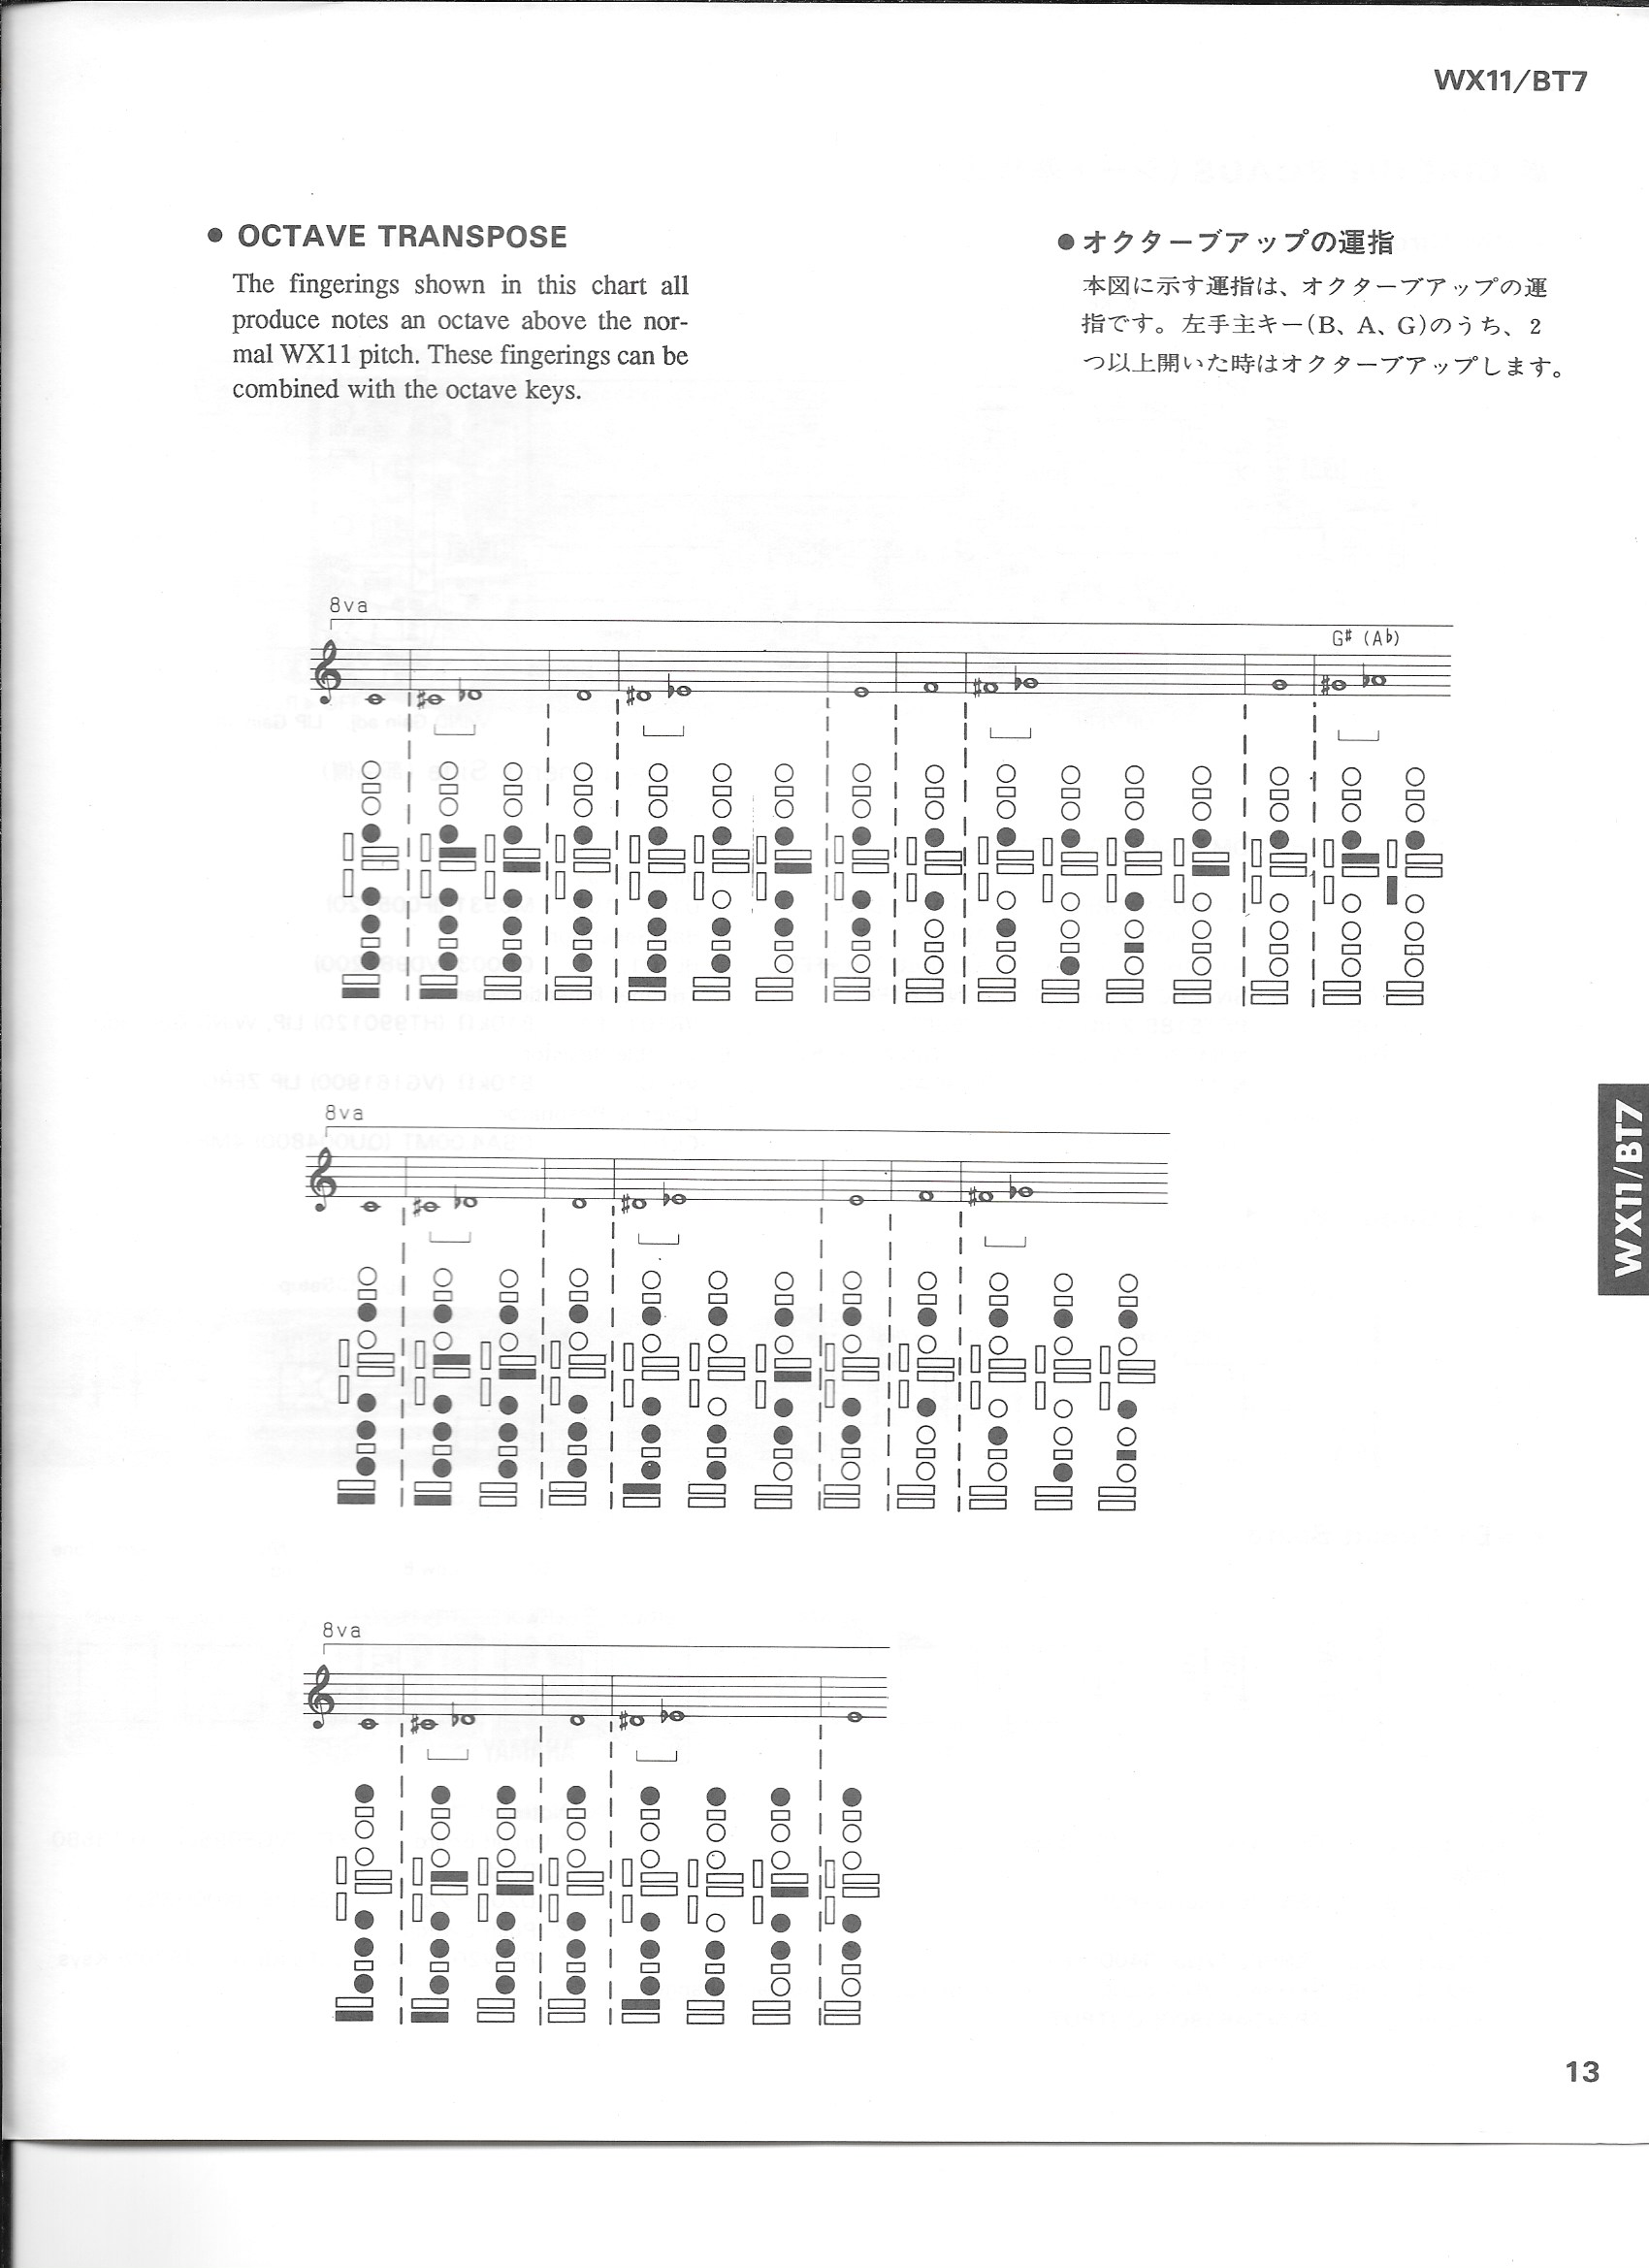 WX11/BT7
● OCTAVE TRANSPOSE
The fingerings shown in this chart all
produce notes an octave above the nor-
mal WX11 pitch. These fingerings can be
combined with the octave keys.
●オクターブアップの運指
本図に示す運指は、オクターブアップの運
指です。左手主キー(B、A、G)のうち、2
つ以上開いた時はオクターブアップします。
8va
G♯ (A♭)
8va
WX11/BT7
8va
13